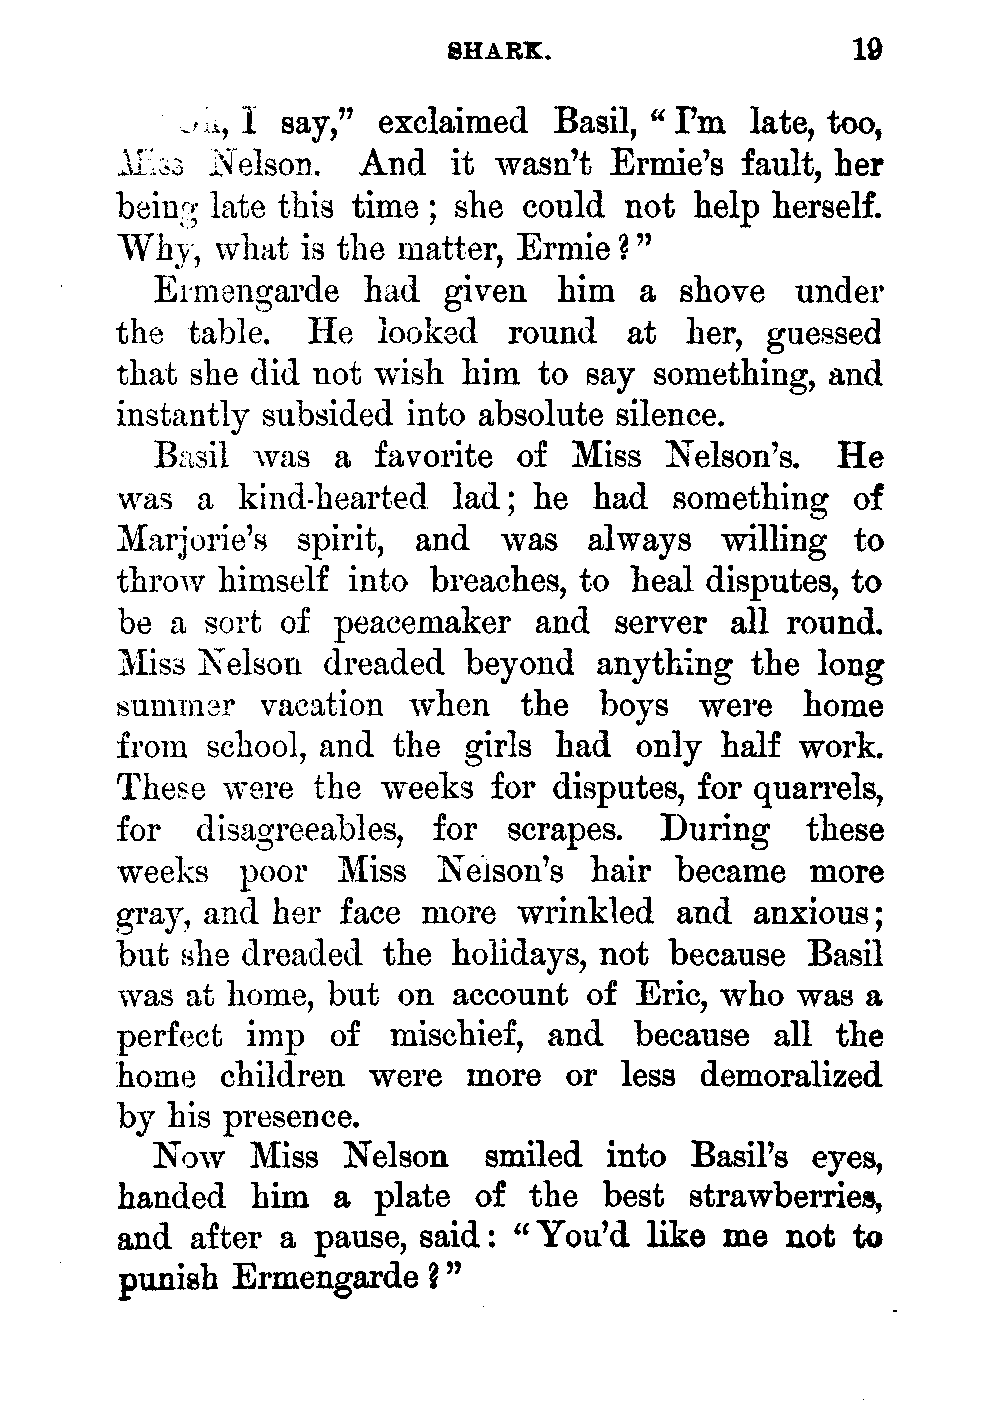 SHARK. 19
I say,” exclaimed Basil, “ I’m late, too,
Miss Nelson. And it wasn’t Ermie’s fault, her
being late this time ; she could not help herself.
Why, what is the matter, Ermie ? ”
Ermengarde had given him a shove under
the table. He looked round at her, guessed
that she did not wish him to say something, and
instantly subsided into absolute silence.
Basil was a favorite of Miss Nelson’s. He
was a kind-hearted lad ; he had something of
Marjorie’s spirit, and was always willing to
throw himself into breaches, to heal disputes, to
be a sort of peacemaker and server all round.
Miss Nelson dreaded beyond anything the long
summer vacation when the boys were home
from school, and the girls had only half work.
These were the weeks for disputes, for quarrels,
for disagreeables, for scrapes. During these
weeks poor Miss Nelson’s hair became more
gray, and her face more wrinkled and anxious ;
but she dreaded the holidays, not because Basil
was at home, but on account of Eric, who was a
perfect imp of mischief, and because all the
home children were more or less demoralized
by his presence.
Now Miss Nelson smiled into Basil’s eyes,
handed him a plate of the best strawberries,
and after a pause, said : “ You’d like me not to
punish Ermengarde ? ”